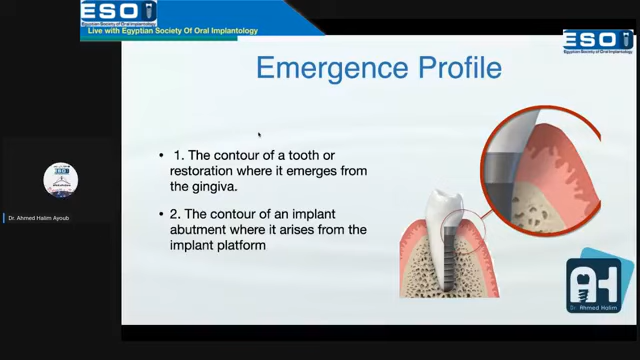 ESOI
Egyptian Society of Oral Implantology
Live with Egyptian Society Of Oral Implantology
ESOI
Egyptian Society of Oral Implantology
Emergence Profile
• 1. The contour of a tooth or
restoration where it emerges from
the gingiva.
• 2. The contour of an implant
abutment where it arises from the
implant platform
Dr. Ahmed Halim Ayoub
AH
Dr. Ahmed Halim